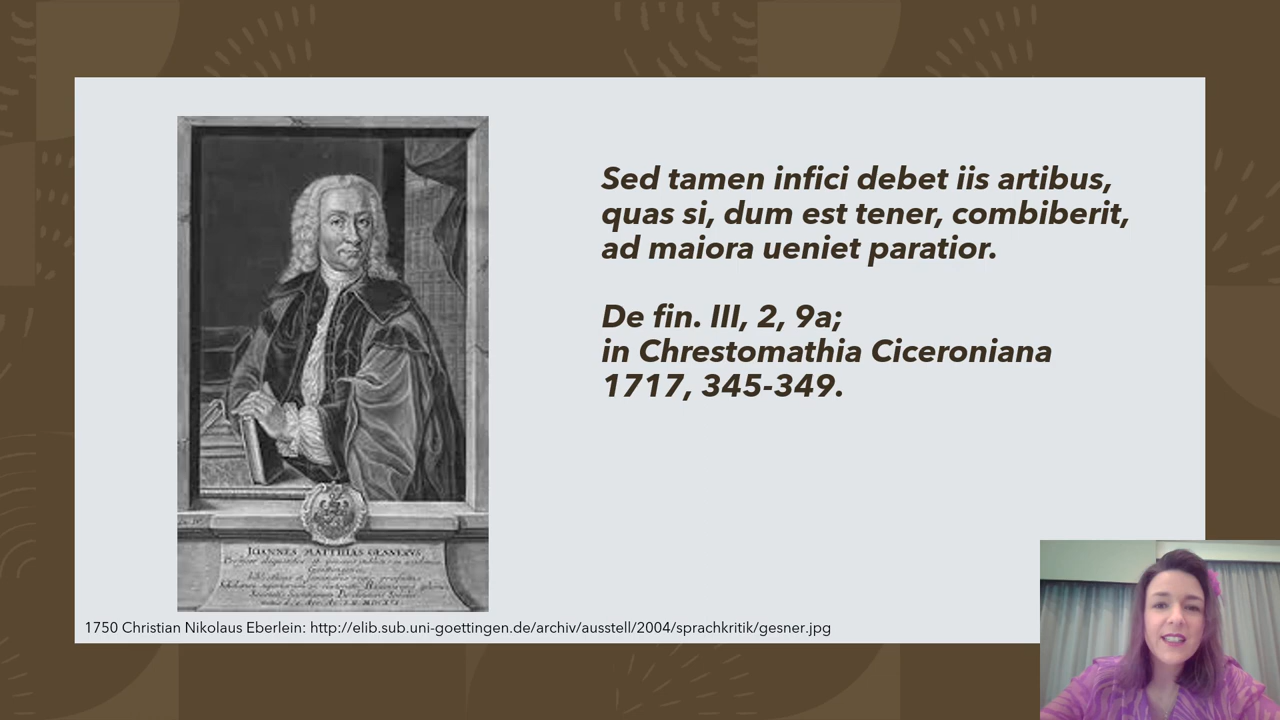 Sed tamen infici debet iis artibus,
quas si, dum est tener, combiberit,
ad maiora ueniet paratior.
De fin. III, 2, 9a;
in Chrestomathia Ciceroniana
1717, 345-349.
IOANNES MATTHIAS GESNERVS
1750 Christian Nikolaus Eberlein: http://elib.sub.uni-goettingen.de/archiv/ausstell/2004/sprachkritik/gesner.jpg